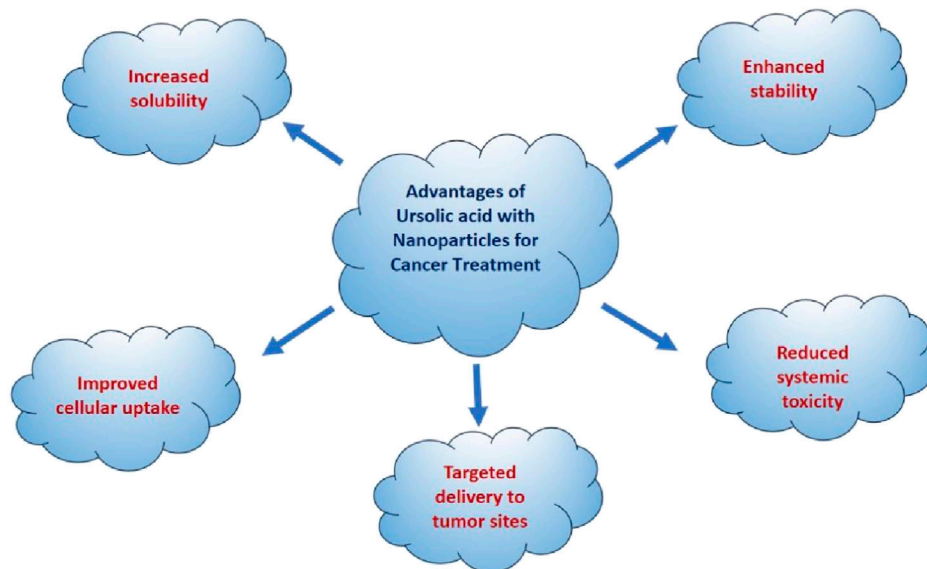 Increased
solubility
Enhanced
stability
Advantages of
Ursolic acid with
Nanoparticles for
Cancer Treatment
Improved
cellular uptake
Reduced
systemic
toxicity
Targeted
delivery to
tumor sites